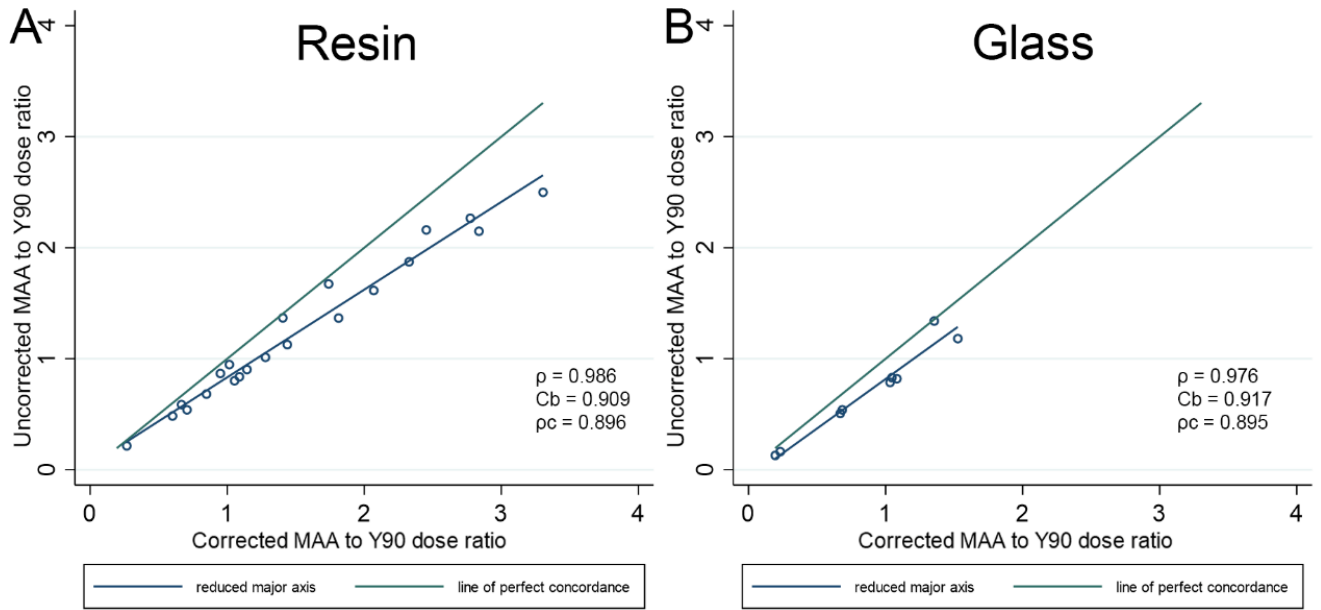 A
Resin
Uncorrected MAA to Y90 dose ratio
4
3
2
1
0
ρ = 0.986
Cb = 0.909
ρc = 0.896
0 1 2 3 4
Corrected MAA to Y90 dose ratio
reduced major axis line of perfect concordance
B
Glass
Uncorrected MAA to Y90 dose ratio
4
3
2
1
0
ρ = 0.976
Cb = 0.917
ρc = 0.895
0 1 2 3 4
Corrected MAA to Y90 dose ratio
reduced major axis line of perfect concordance